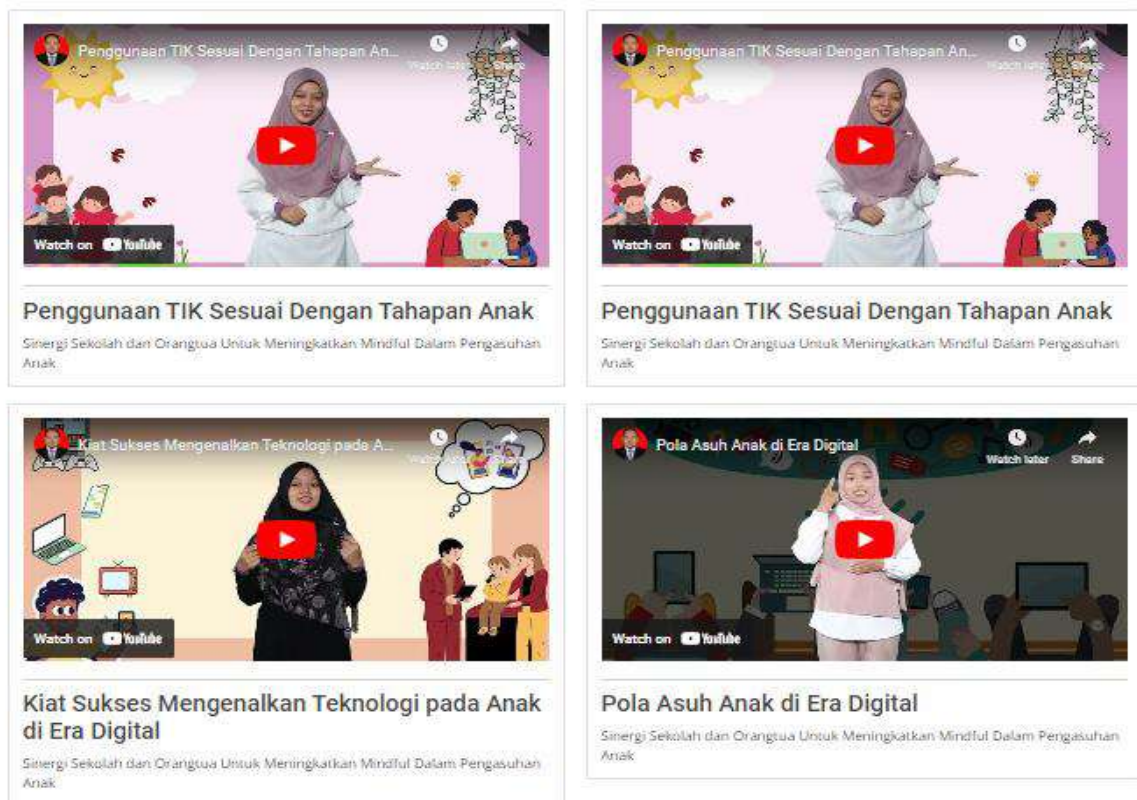 Penggunaan TIK Sesuai Dengan Tahapan An...
Watch later
Share
Watch on YouTube
Penggunaan TIK Sesuai Dengan Tahapan Anak
Sinergi Sekolah dan Orangtua Untuk Meningkatkan Mindful Dalam Pengasuhan
Anak
Penggunaan TIK Sesuai Dengan Tahapan An...
Watch later
Share
Watch on YouTube
Penggunaan TIK Sesuai Dengan Tahapan Anak
Sinergi Sekolah dan Orangtua Untuk Meningkatkan Mindful Dalam Pengasuhan
Anak
Kiat Sukses Mengenalkan Teknologi pada A...
Watch later
Share
Watch on YouTube
Kiat Sukses Mengenalkan Teknologi pada Anak
di Era Digital
Sinergi Sekolah dan Orangtua Untuk Meningkatkan Mindful Dalam Pengasuhan
Anak
Pola Asuh Anak di Era Digital
Watch later
Share
Watch on YouTube
Pola Asuh Anak di Era Digital
Sinergi Sekolah dan Orangtua Untuk Meningkatkan Mindful Dalam Pengasuhan
Anak